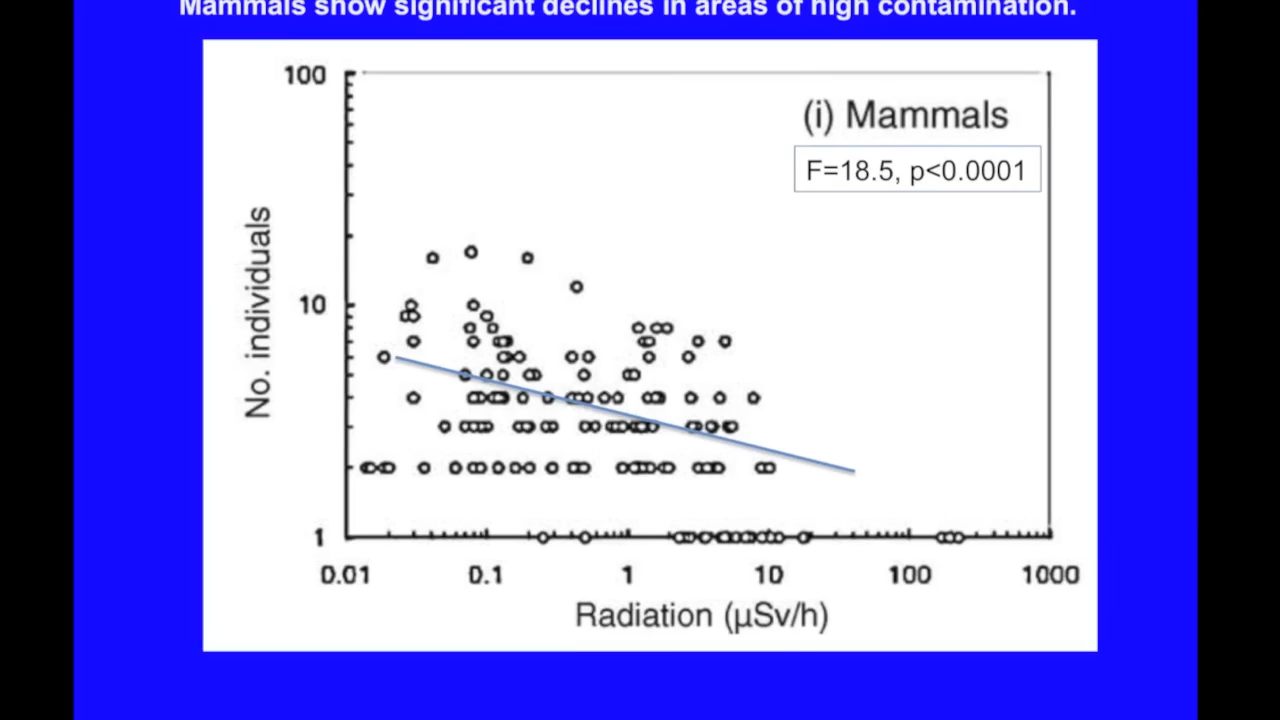 Mammals show significant declines in areas of high contamination.
100
(i) Mammals
F=18.5, p<0.0001
No. individuals
10
1
0.01 0.1 1 10 100 1000
Radiation (μSv/h)